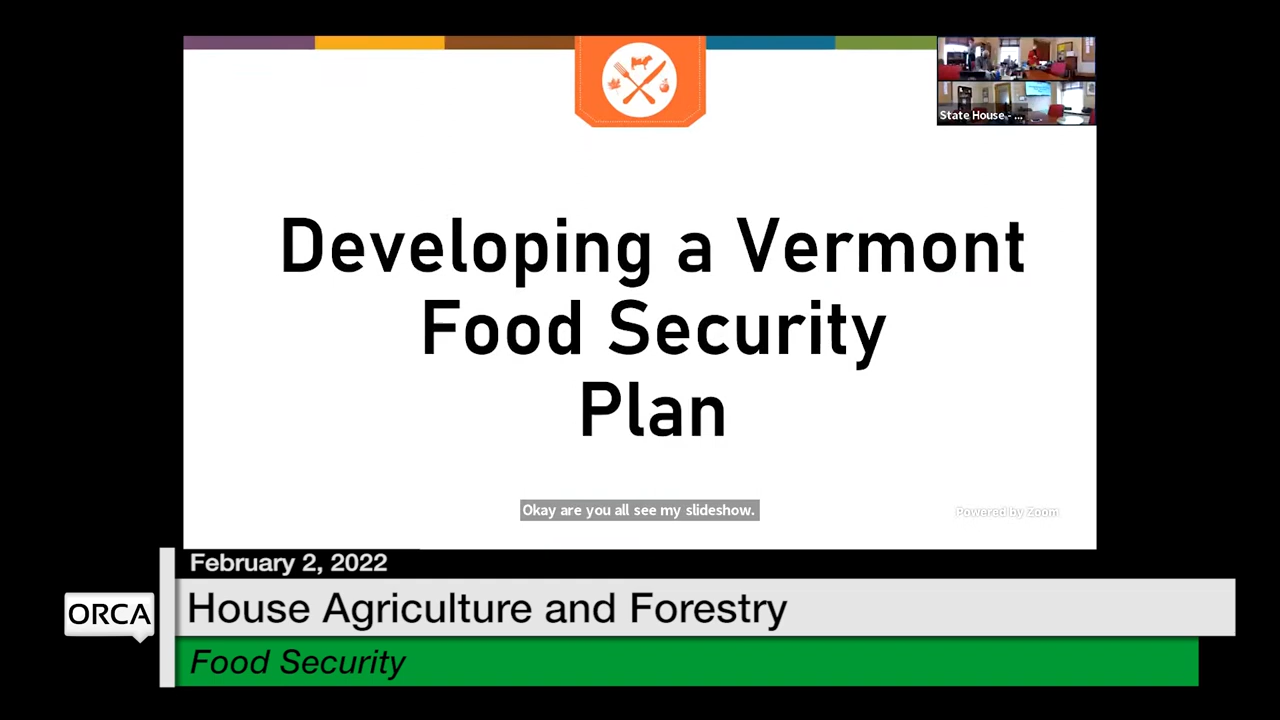 State House - ...
Developing a Vermont
Food Security
Plan
Okay are you all see my slideshow.
Powered by Zoom
February 2, 2022
ORCA
House Agriculture and Forestry
Food Security